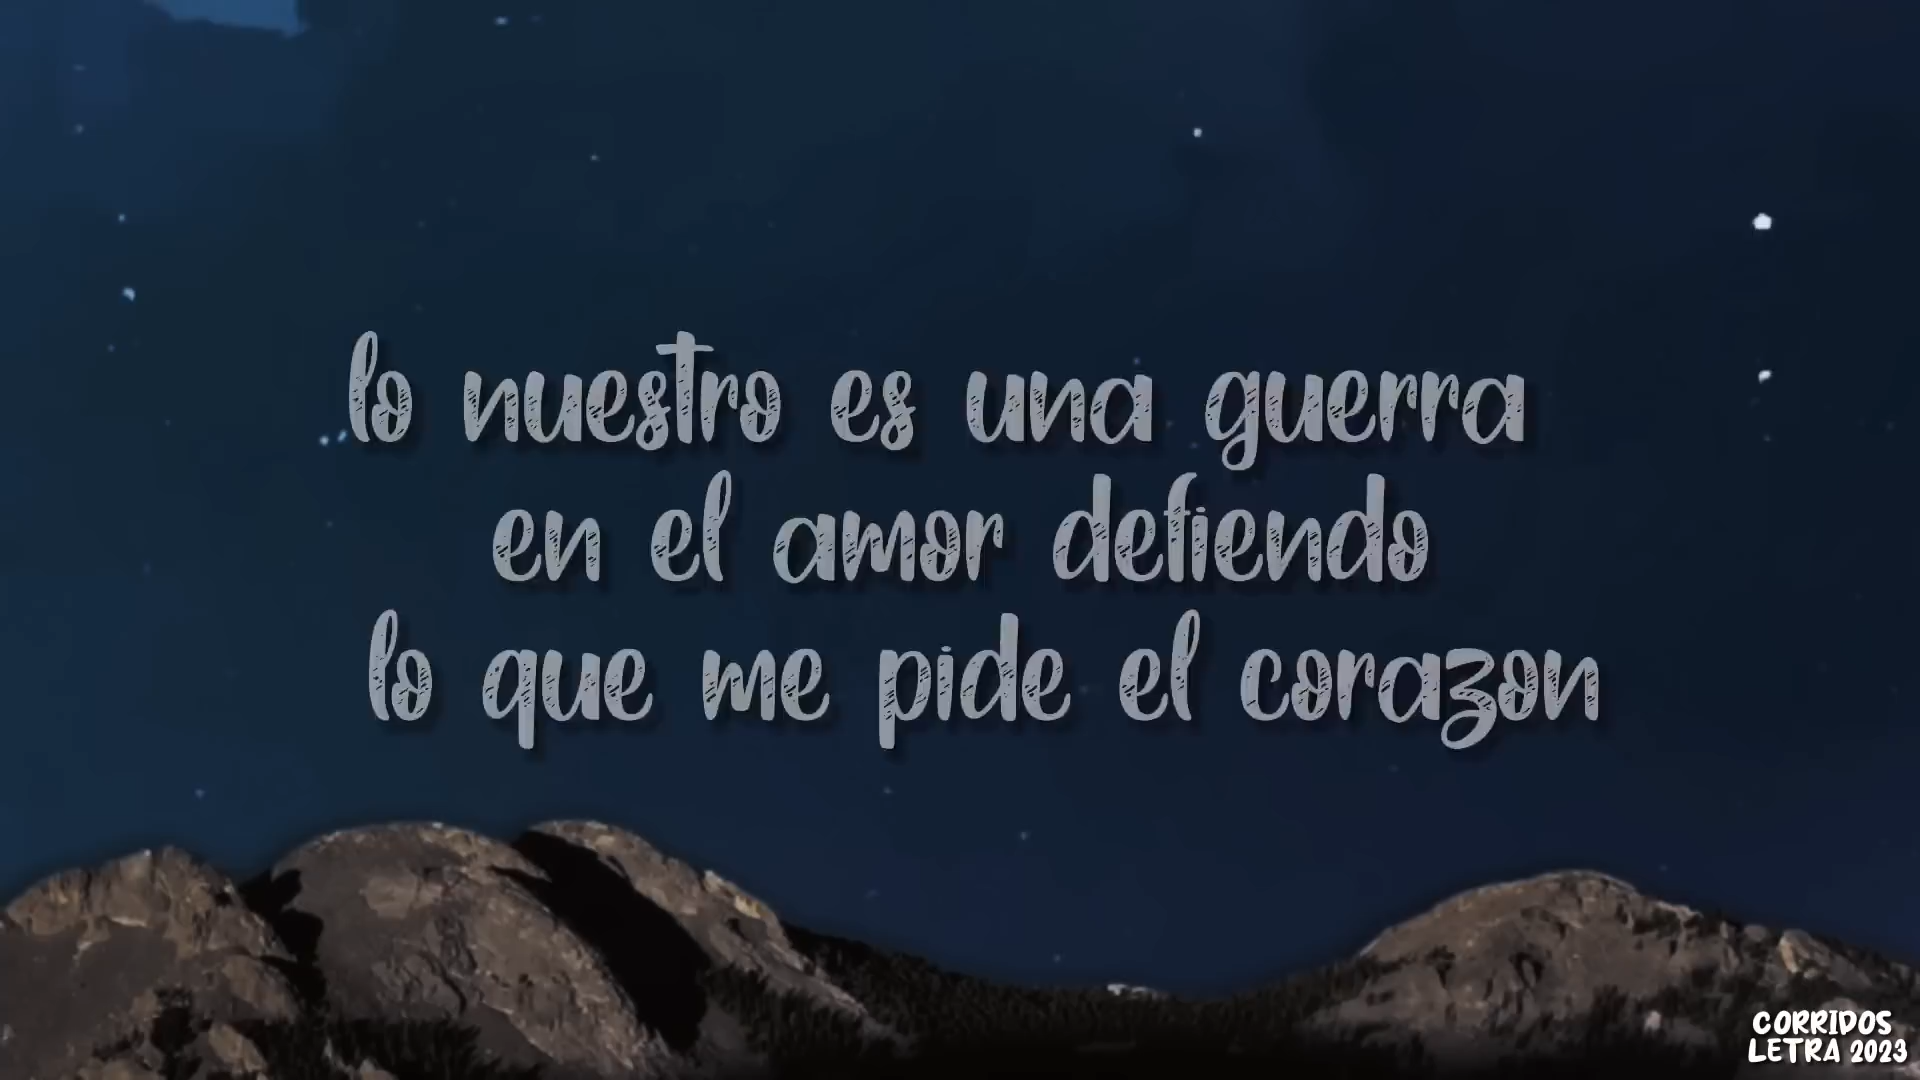 lo nuestro es una guerra
en el amor defiendo
lo que me pide el corazon
CORRIDOS
LETRA 2023